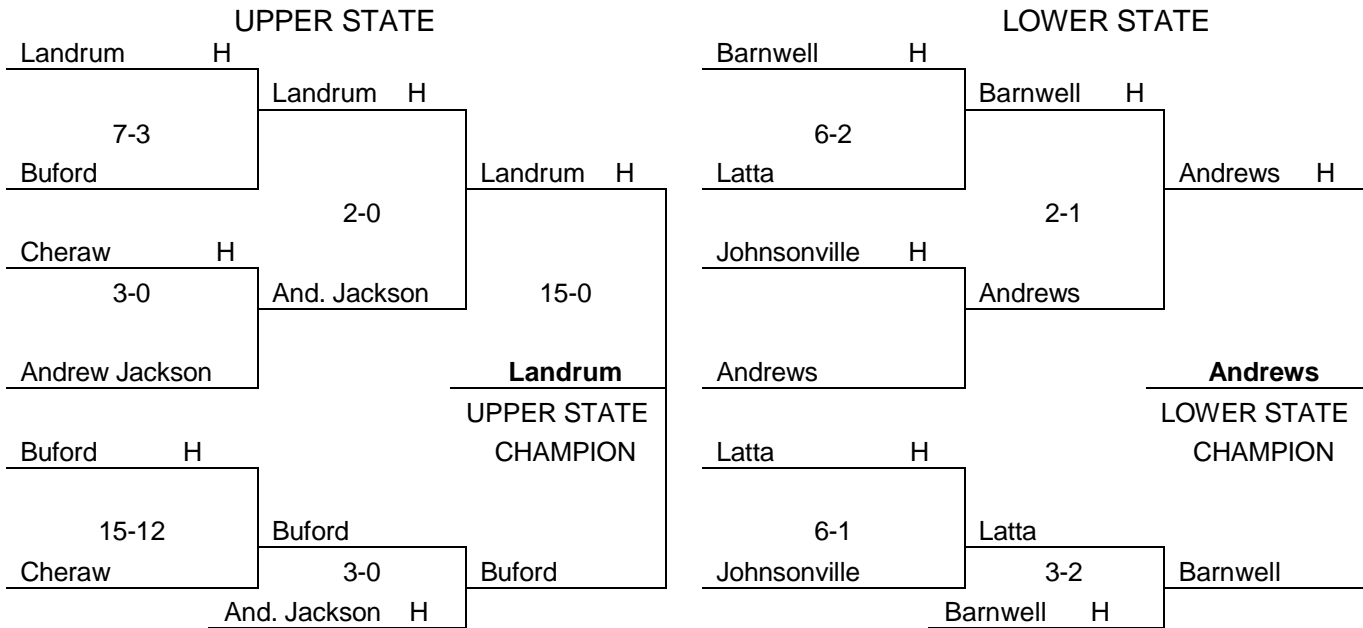 UPPER STATE
Landrum H
Landrum H
7-3
Buford
Landrum H
2-0
Cheraw H
3-0
And. Jackson
15-0
Andrew Jackson
Landrum
UPPER STATE
CHAMPION
Buford H
15-12
Buford
Cheraw
3-0
Buford
And. Jackson H
LOWER STATE
Barnwell H
Barnwell H
6-2
Latta
Andrews H
2-1
Johnsonville H
Andrews
Andrews
Andrews
LOWER STATE
CHAMPION
Latta H
6-1
Latta
Johnsonville
3-2
Barnwell
Barnwell H